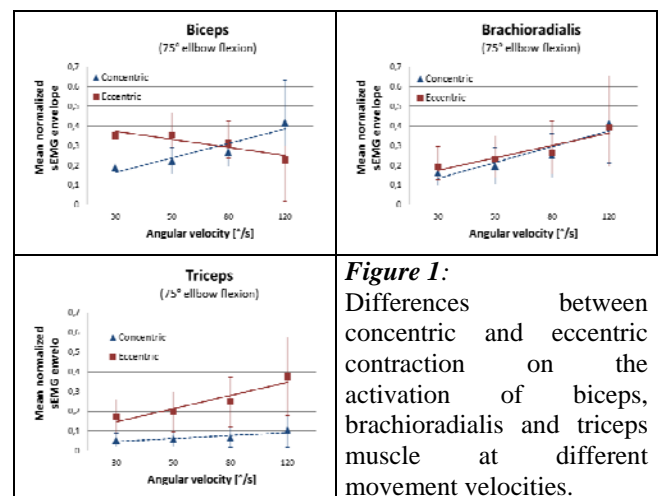 Biceps
(75° ellbow flexion)
Mean normalized
sEMG envelope
0,7
0,6
0,5
0,4
0,3
0,2
0,1
0
Concentric
Eccentric
30 50 80 120
Angular velocity [°/s]
Brachioradialis
(75° ellbow flexion)
Mean normalized
sEMG envelope
0,7
0,6
0,5
0,4
0,3
0,2
0,1
0
Concentric
Eccentric
30 50 80 120
Angular velocity [°/s]
Triceps
(75° ellbow flexion)
Mean normalized
sEMG envelo
0,7
0,6
0,5
0,4
0,3
0,2
0,1
0
Concentric
Eccentric
30 50 80 120
Angular velocity [°/s]
Figure 1:
Differences between
concentric and eccentric
contraction on the
activation of biceps,
brachioradialis and triceps
muscle at different
movement velocities.